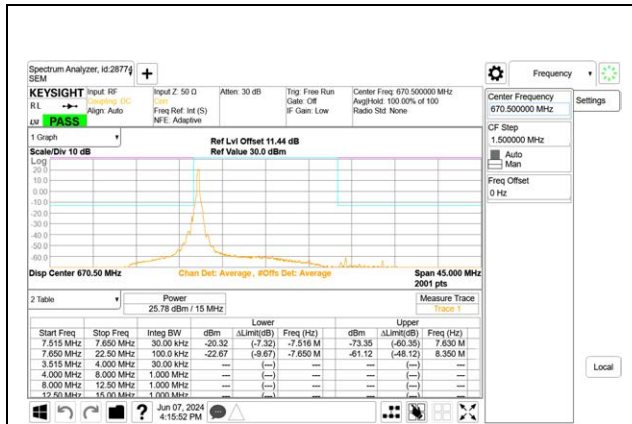 Spectrum Analyzer, id:28774
SEM
+
Frequency
KEYSIGHT
RL
LM PASS
Input: RF
Coupling: DC
Align: Auto
Input Z: 50 Ω
Corr
Freq Ref: Int (S)
NFE: Adaptive
Atten: 30 dB
Trig: Free Run
Gate: Off
IF Gain: Low
Center Freq: 670.500000 MHz
Avg|Hold: 100.00% of 100
Radio Std: None
Center Frequency
670.500000 MHz
Settings
CF Step
1.500000 MHz
Auto
Man
Freq Offset
0 Hz
1 Graph
Scale/Div 10 dB
Ref Lvl Offset 11.44 dB
Ref Value 30.0 dBm
Log
20.0
10.0
0.00
-10.0
-20.0
-30.0
-40.0
-50.0
-60.0
Disp Center 670.50 MHz
Chan Det: Average , #Offs Det: Average
Span 45.000 MHz
2001 pts
2 Table
Power
25.78 dBm / 15 MHz
Measure Trace
Trace 1
Lower Upper
Start Freq Stop Freq Integ BW dBm ΔLimit(dB) Freq (Hz) dBm ΔLimit(dB) Freq (Hz)
7.515 MHz 7.650 MHz 30.00 kHz -20.32 (-7.32) -7.516 M -73.35 (-60.35) 7.630 M
7.650 MHz 22.50 MHz 100.0 kHz -22.67 (-9.67) -7.650 M -61.12 (-48.12) 8.350 M
3.515 MHz 4.000 MHz 30.00 kHz --- (---) --- --- (---) ---
4.000 MHz 8.000 MHz 1.000 MHz --- (---) --- --- (---) ---
8.000 MHz 12.50 MHz 1.000 MHz --- (---) --- --- (---) ---
12.50 MHz 15.00 MHz 1.000 MHz --- (---) --- --- (---) ---
Local
?
Jun 07, 2024
4:15:52 PM